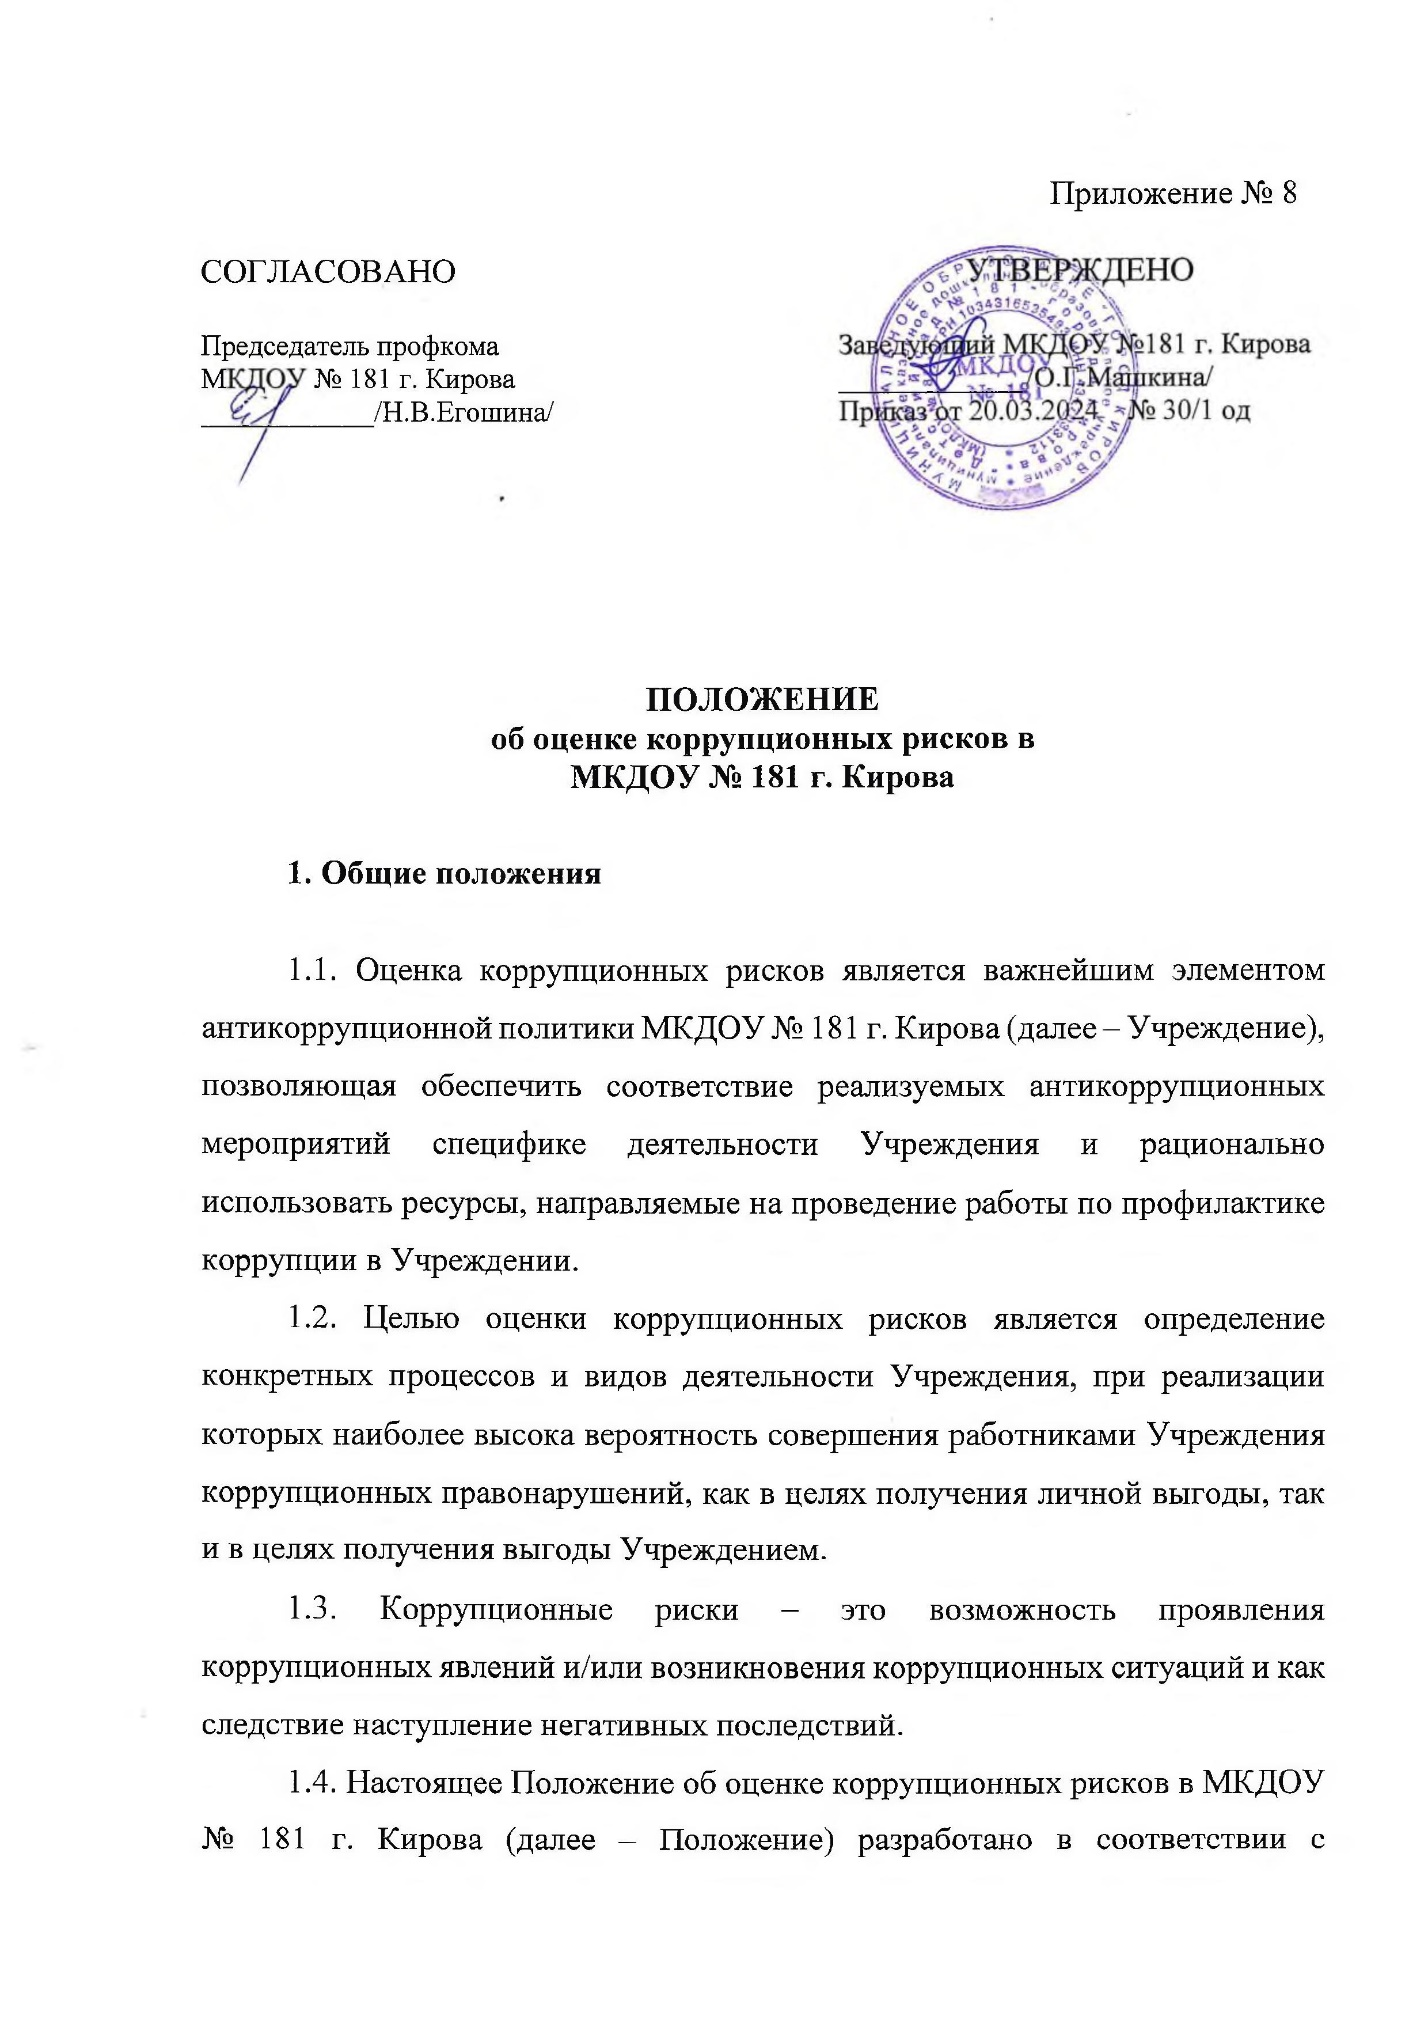 Приложение № 8
СОГЛАСОВАНО
УТВЕРЖДЕНО
Председатель профкома
МКДОУ № 181 г. Кирова
/Н.В.Егошина/
Заведующий МКДОУ №181 г. Кирова
/О.Г.Машкина/
Приказ от 20.03.2024 № 30/1 од
МКДОУ
№ 181
ПОЛОЖЕНИЕ
об оценке коррупционных рисков в
МКДОУ № 181 г. Кирова
1. Общие положения
1.1. Оценка коррупционных рисков является важнейшим элементом
антикоррупционной политики МКДОУ № 181 г. Кирова (далее – Учреждение),
позволяющая обеспечить соответствие реализуемых антикоррупционных
мероприятий специфике деятельности Учреждения и рационально
использовать ресурсы, направляемые на проведение работы по профилактике
коррупции в Учреждении.
1.2. Целью оценки коррупционных рисков является определение
конкретных процессов и видов деятельности Учреждения, при реализации
которых наиболее высока вероятность совершения работниками Учреждения
коррупционных правонарушений, как в целях получения личной выгоды, так
и в целях получения выгоды Учреждением.
1.3. Коррупционные риски – это возможность проявления
коррупционных явлений и/или возникновения коррупционных ситуаций и как
следствие наступление негативных последствий.
1.4. Настоящее Положение об оценке коррупционных рисков в МКДОУ
№ 181 г. Кирова (далее – Положение) разработано в соответствии с